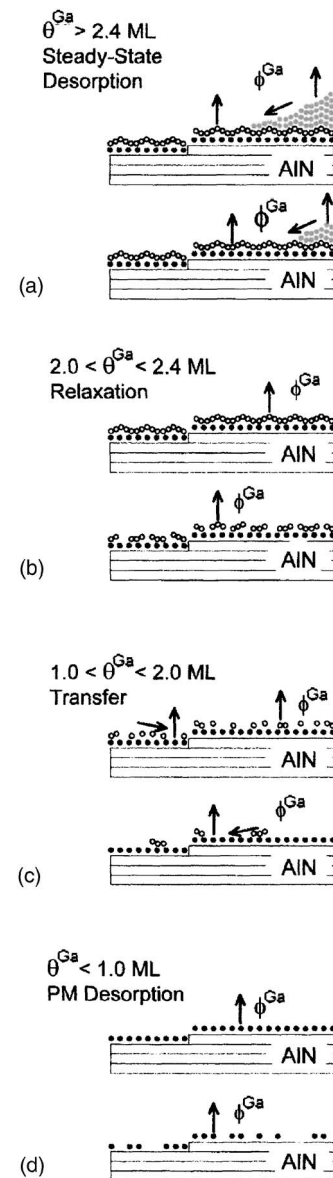 θ^Ga > 2.4 ML
Steady-State
Desorption
ϕ^Ga
AlN
ϕ^Ga
AlN
(a)
2.0 < θ^Ga < 2.4 ML
Relaxation
ϕ^Ga
ϕ^Ga
AlN
(b)
1.0 < θ^Ga < 2.0 ML
Transfer
ϕ^Ga
AlN
ϕ^Ga
AlN
(c)
θ^Ga < 1.0 ML
PM Desorption
ϕ^Ga
AlN
ϕ^Ga
AlN
(d)